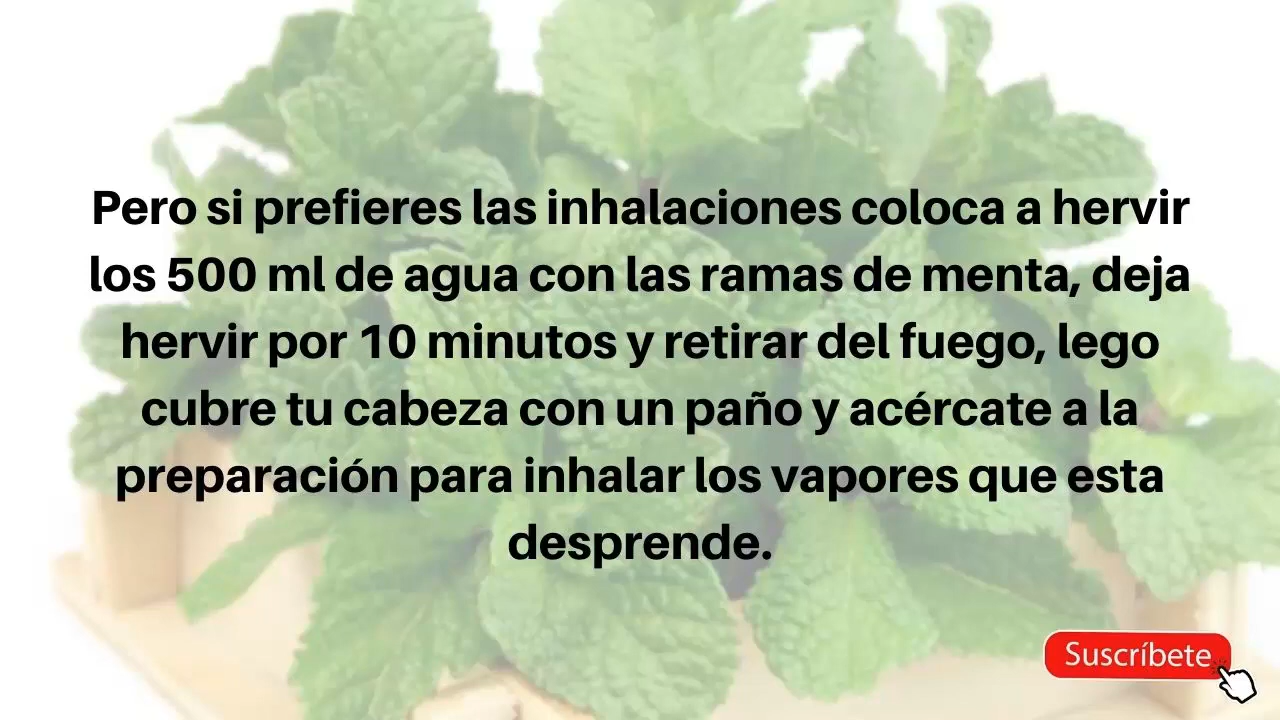 Pero si prefieres las inhalaciones coloca a hervir
los 500 ml de agua con las ramas de menta, deja
hervir por 10 minutos y retirar del fuego, lego
cubre tu cabeza con un paño y acércate a la
preparación para inhalar los vapores que esta
desprende.
Suscríbete